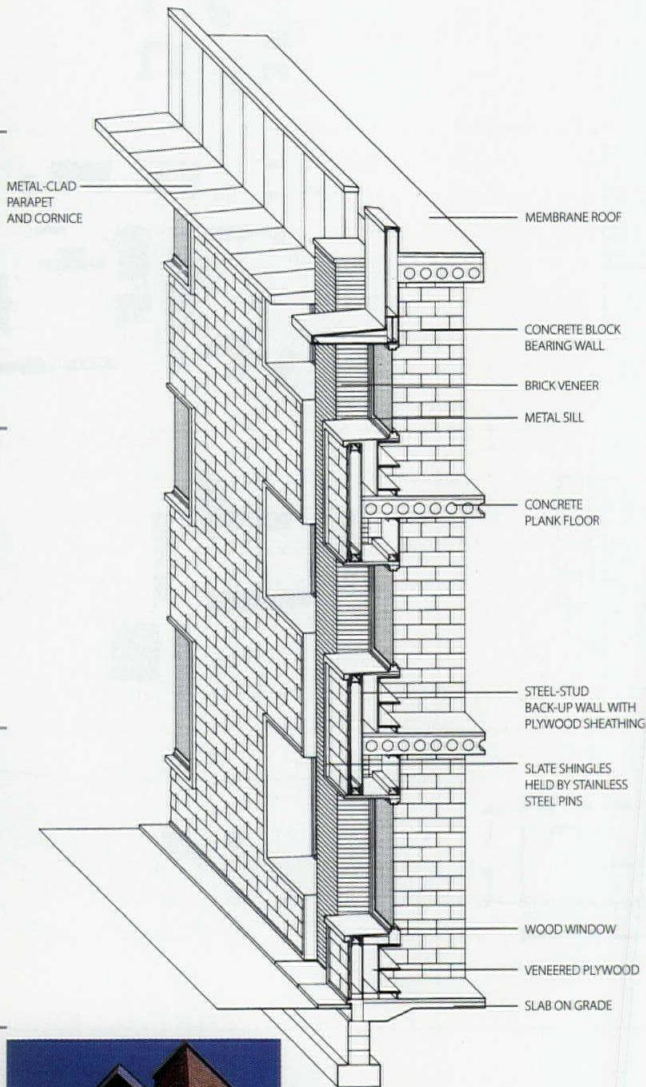 METAL-CLAD
PARAPET
AND CORNICE
MEMBRANE ROOF
CONCRETE BLOCK
BEARING WALL
BRICK VENEER
METAL SILL
CONCRETE
PLANK FLOOR
STEEL-STUD
BACK-UP WALL WITH
PLYWOOD SHEATHING
SLATE SHINGLES
HELD BY STAINLESS
STEEL PINS
WOOD WINDOW
VENEERED PLYWOOD
SLAB ON GRADE